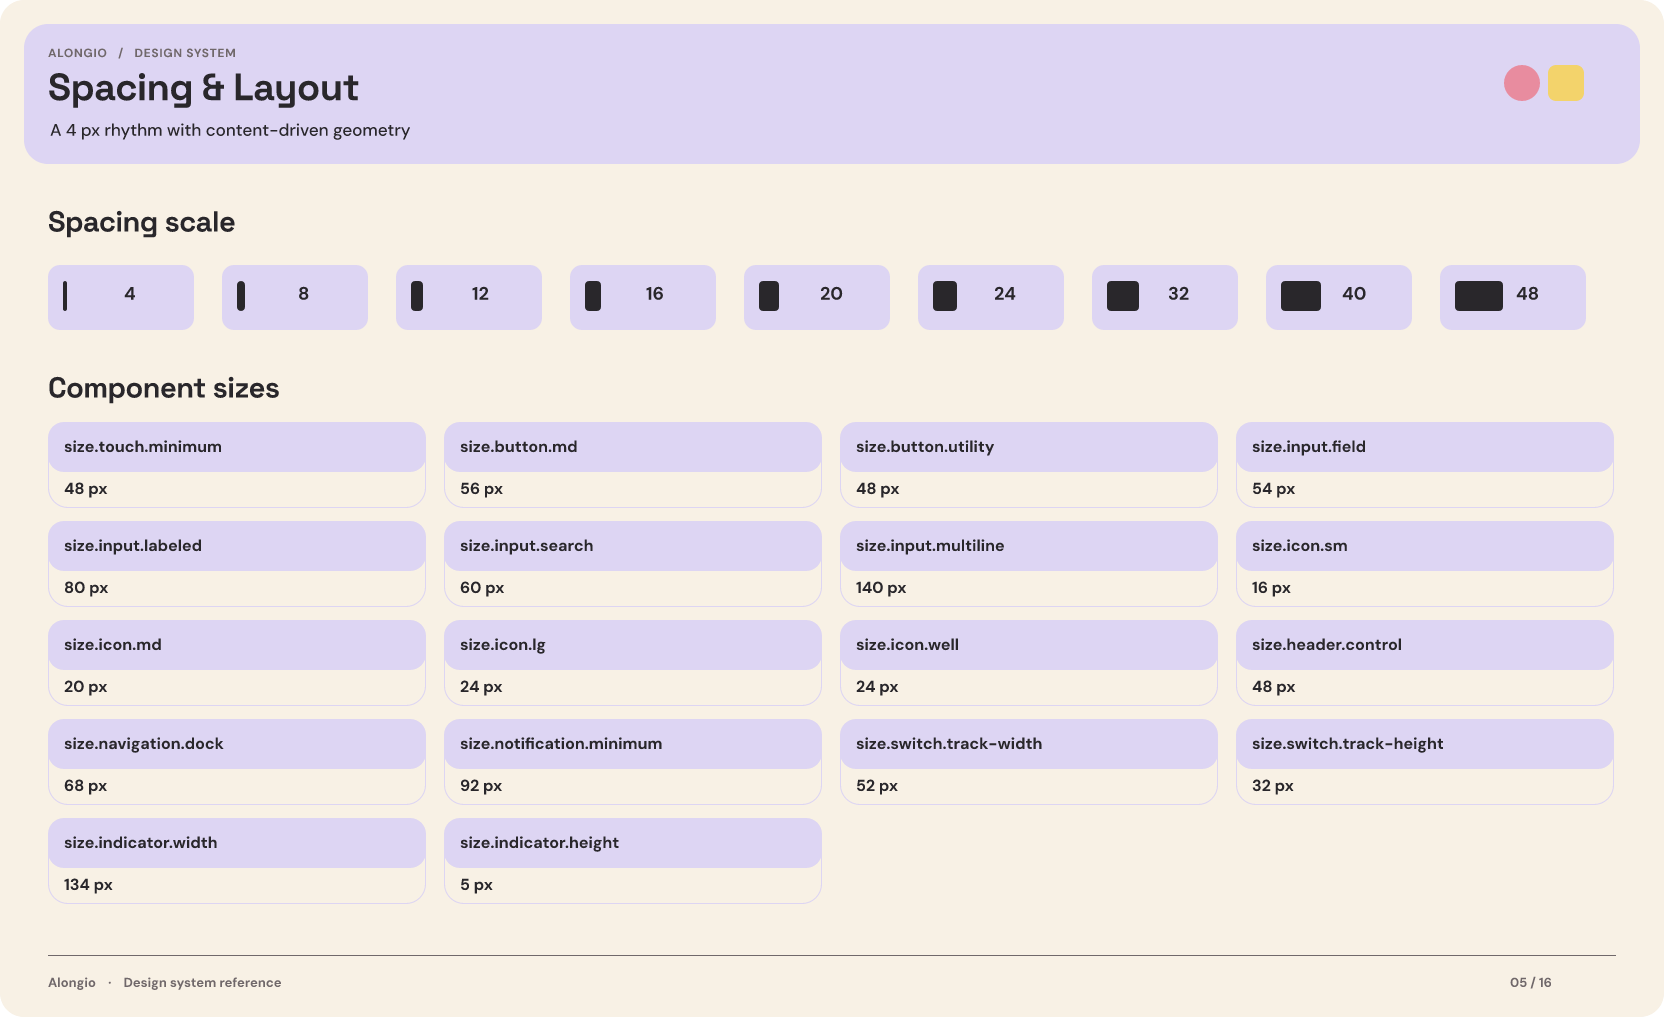 ALONGIO / DESIGN SYSTEM
Spacing & Layout
A 4 px rhythm with content-driven geometry
Spacing scale
4 8 12 16 20 24 32 40 48
Component sizes
size.touch.minimum size.button.md size.button.utility size.input.field
48 px 56 px 48 px 54 px
size.input.labeled size.input.search size.input.multiline size.icon.sm
80 px 60 px 140 px 16 px
size.icon.md size.icon.lg size.icon.well size.header.control
20 px 24 px 24 px 48 px
size.navigation.dock size.notification.minimum size.switch.track-width size.switch.track-height
68 px 92 px 52 px 32 px
size.indicator.width size.indicator.height
134 px 5 px
Alongio · Design system reference 05 / 16